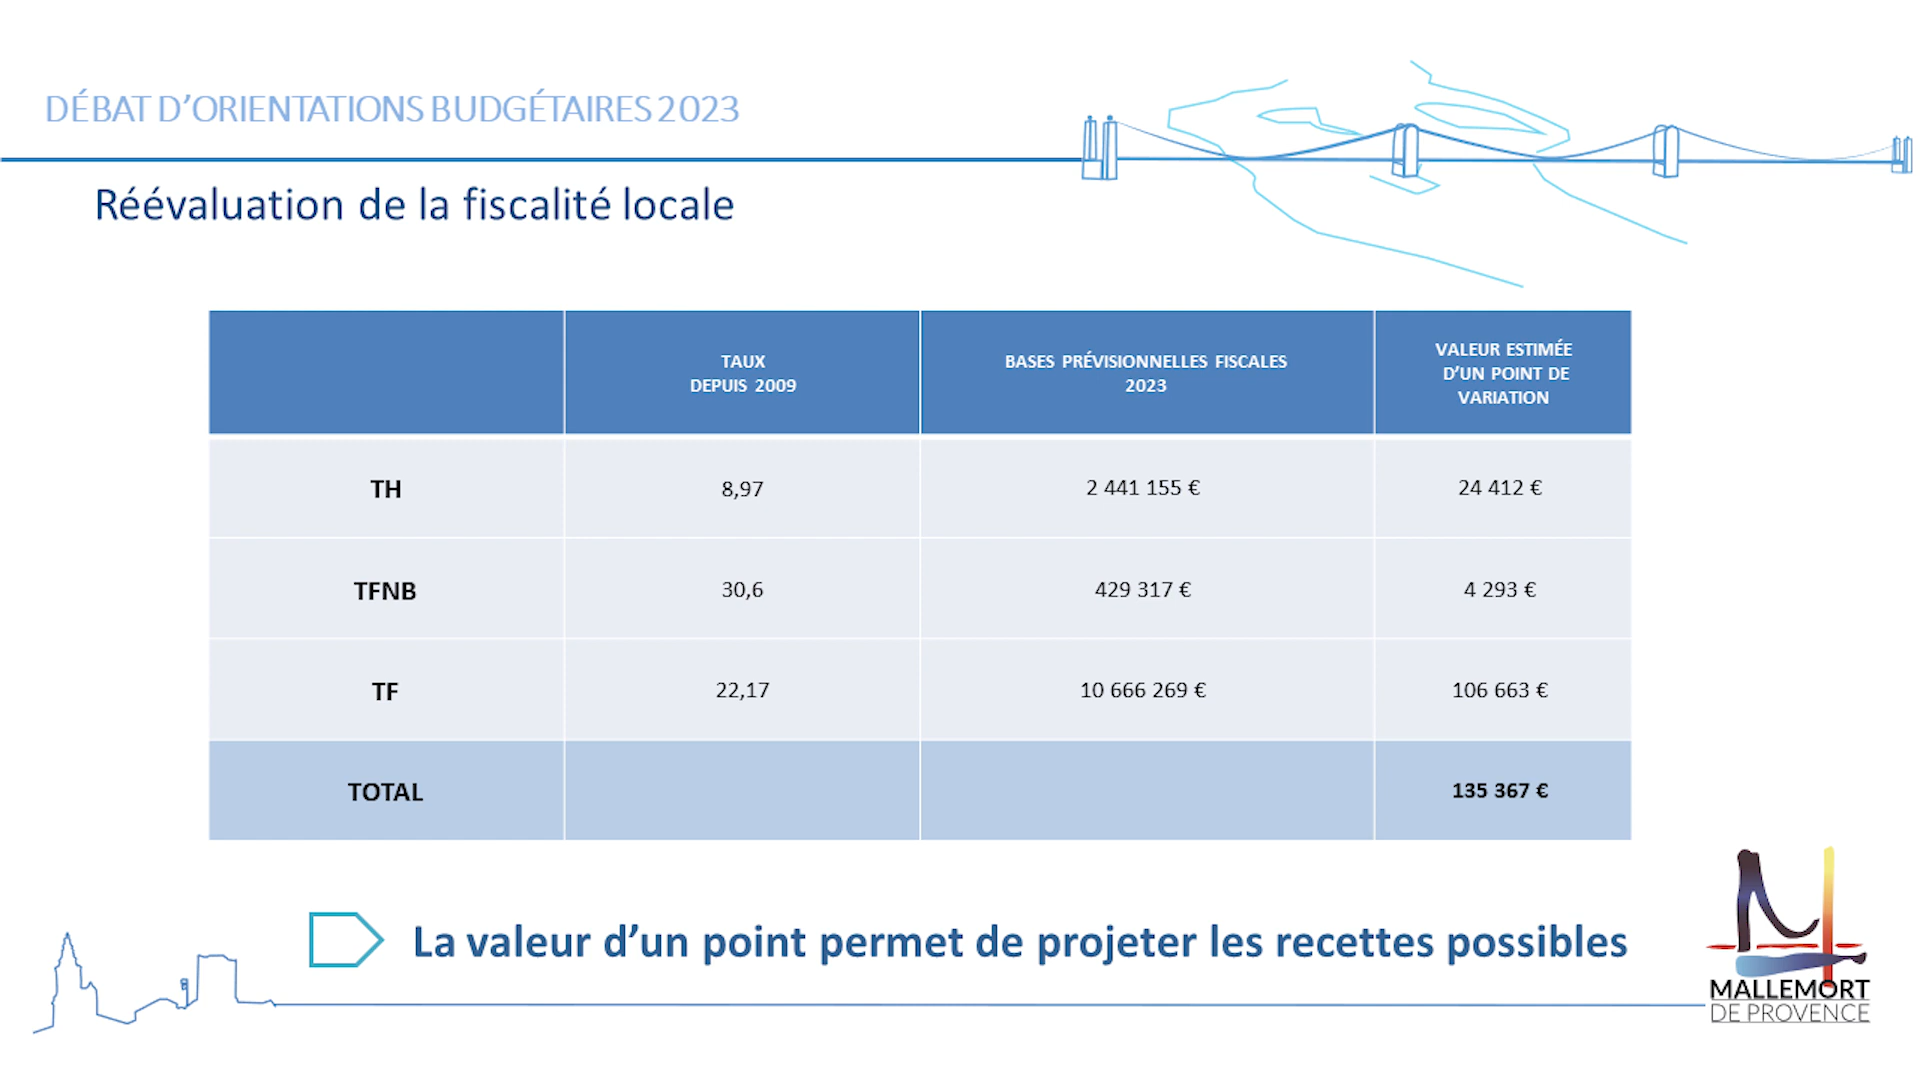 DÉBAT D’ORIENTATIONS BUDGÉTAIRES 2023
Réévaluation de la fiscalité locale
TAUX
DEPUIS 2009
BASES PRÉVISIONNELLES FISCALES
2023
VALEUR ESTIMÉE
D’UN POINT DE
VARIATION
TH
8,97
2 441 155 €
24 412 €
TFNB
30,6
429 317 €
4 293 €
TF
22,17
10 666 269 €
106 663 €
TOTAL
135 367 €
La valeur d’un point permet de projeter les recettes possibles
MALLEMORT
DE PROVENCE